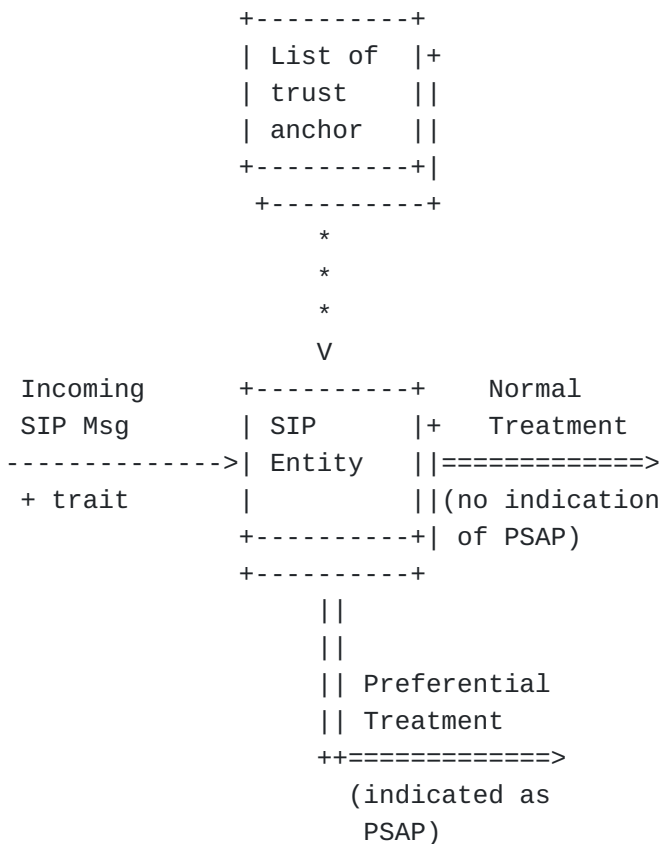 +----------+
| List of  |+
| trust    ||
| anchor   ||
+----------+|
+----------+
*
*
*
V
Incoming      +----------+    Normal
SIP Msg       | SIP      |+   Treatment
-------------->| Entity   ||=============>
+ trait       |          ||(no indication
+----------+| of PSAP)
+----------+
||
||
|| Preferential
|| Treatment
++=============>
(indicated as
PSAP)